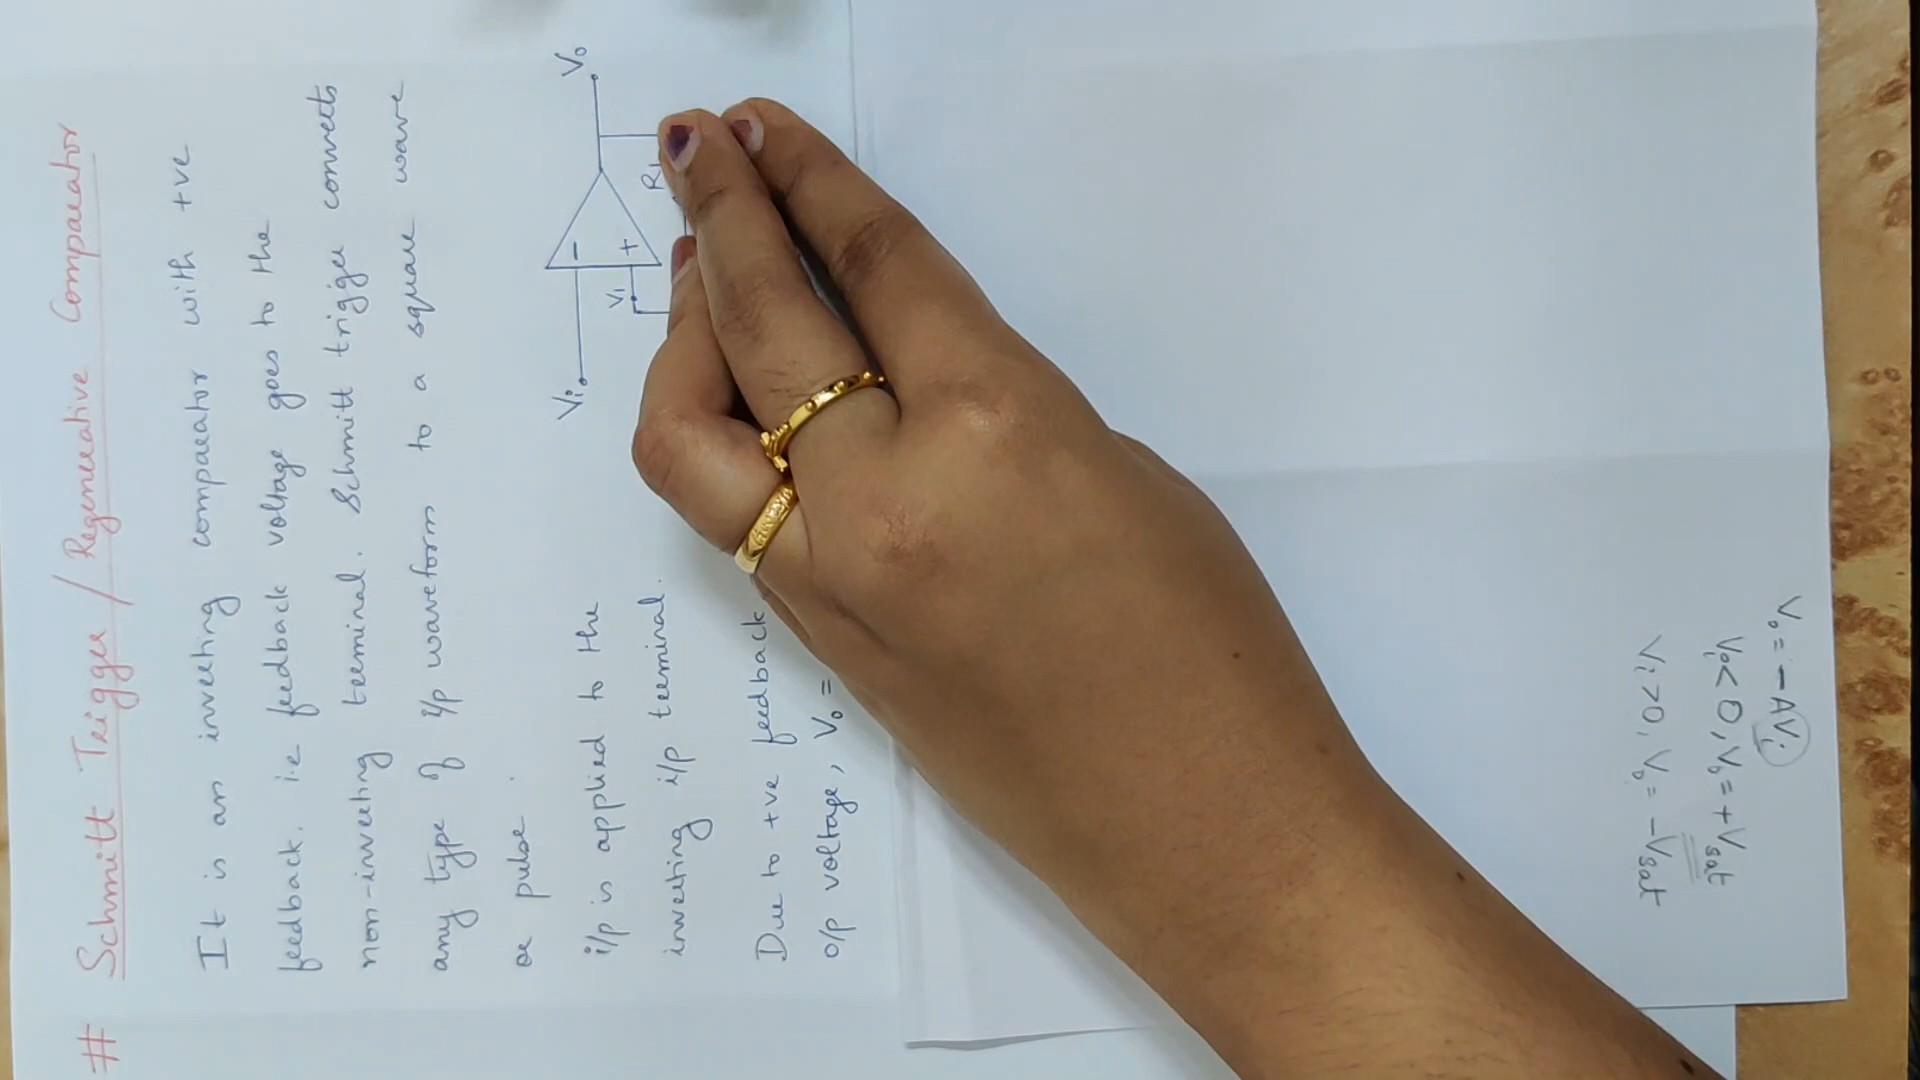 # Schmitt Trigger / Regenerative Comparator
It is an inverting comparator with +ve
feedback. i.e feedback voltage goes to the
non-inverting terminal. Schmitt trigger converts
any type of i/p waveform to a square wave
or pulse.
i/p is applied to the
inverting i/p terminal.
Due to +ve feedback
o/p voltage, V₀ =
Vi
V₀
V₁
R₁
-
+
V₀ = -AVi
Vi<0, V₀ = +Vsat
Vi>0, V₀ = -Vsat